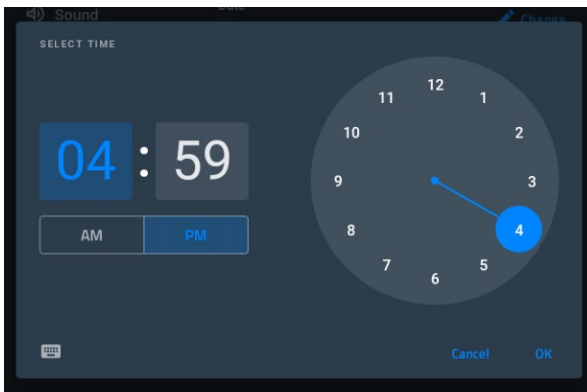 Sound
Date
Change
SELECT TIME
04 : 59
AM PM
12
11 1
10 2
9 3
8 4
7 5
6
Cancel OK